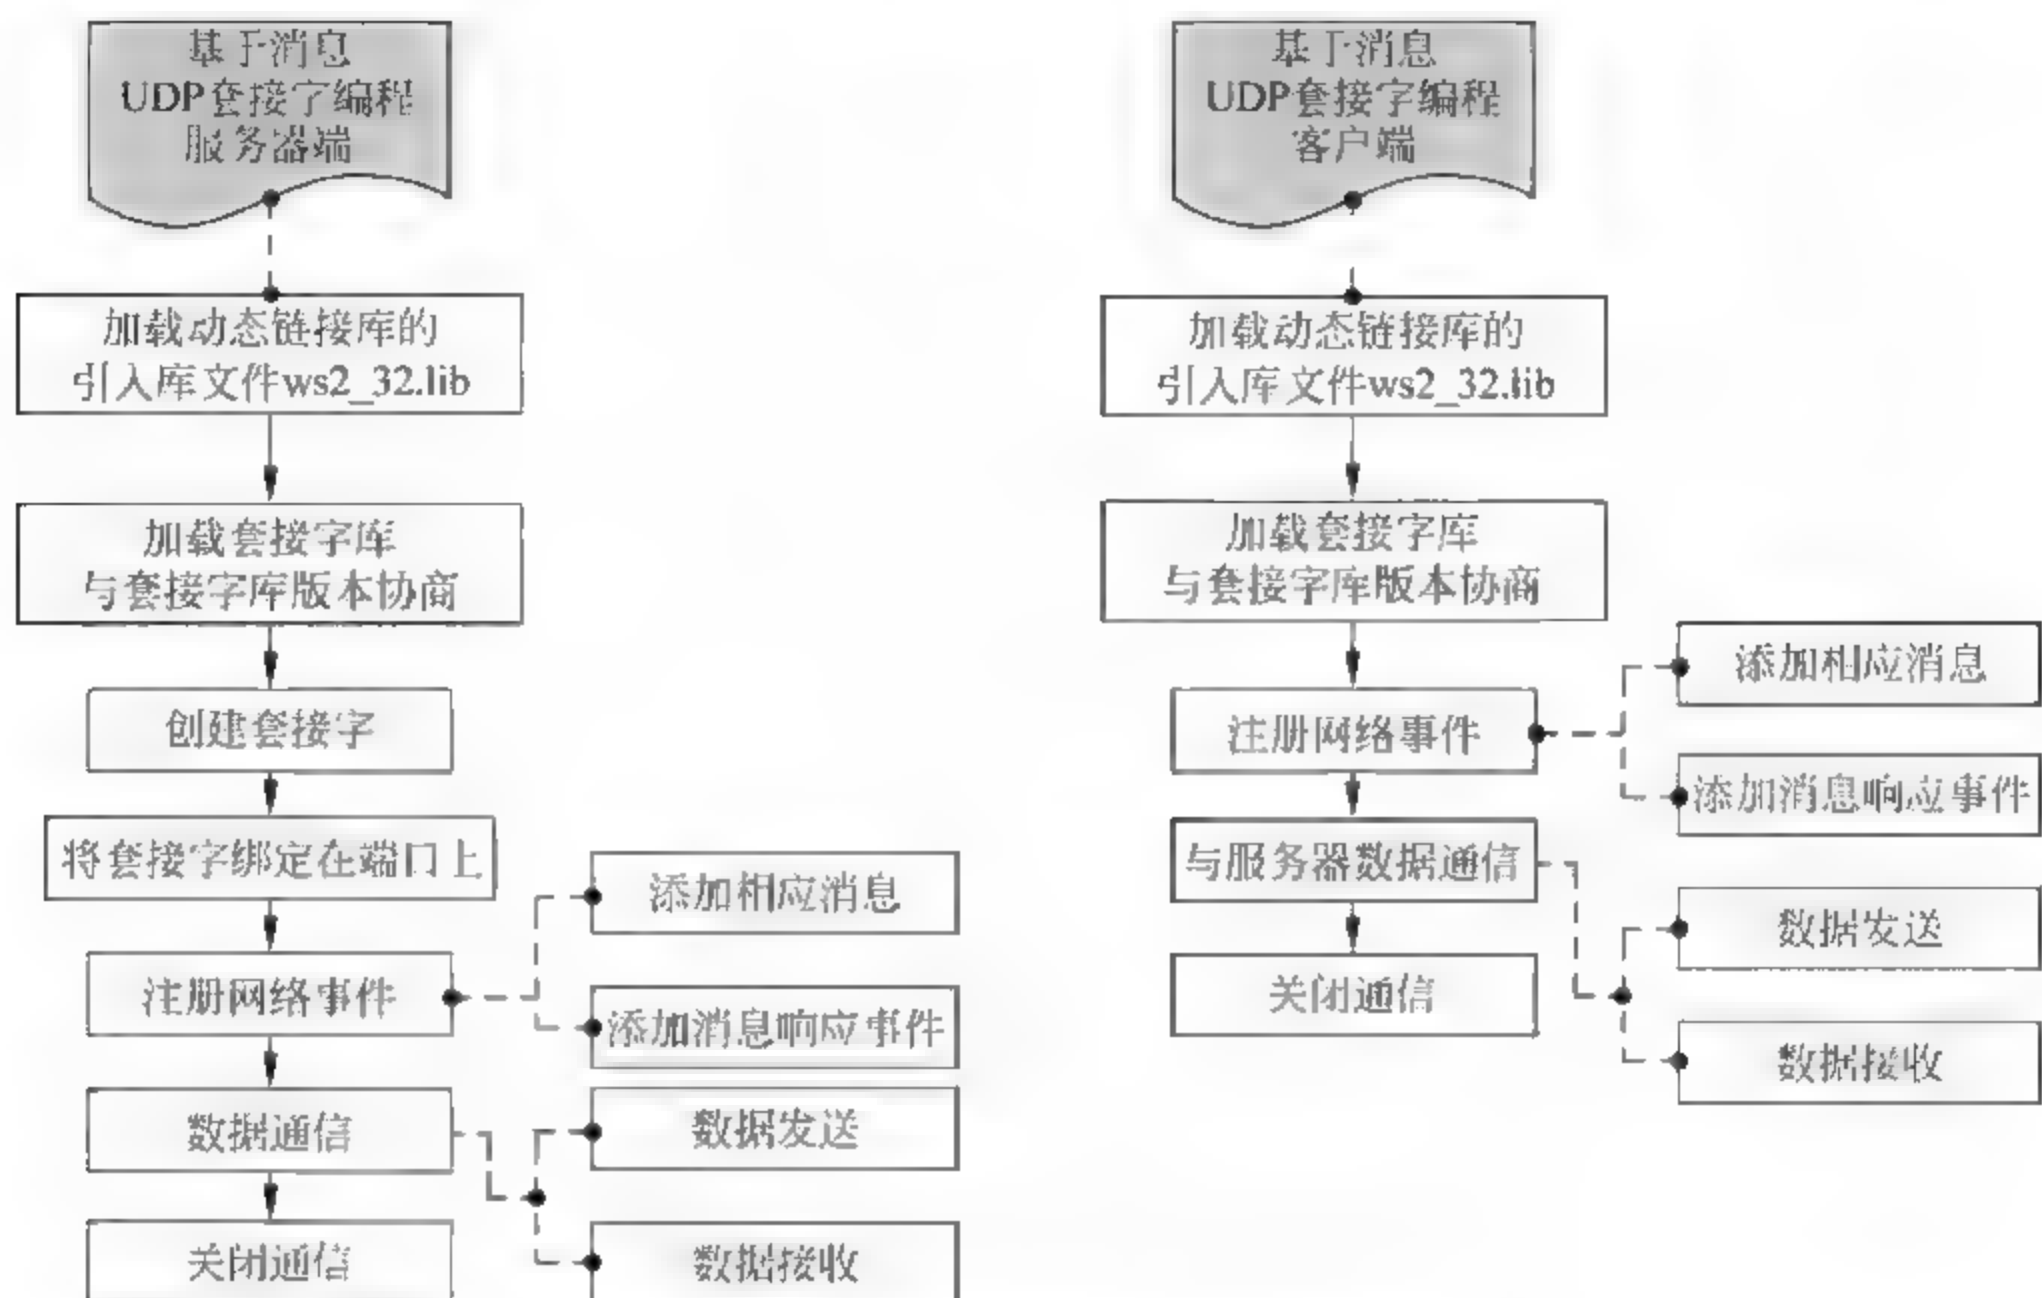 基于消息
UDP套接字编程
服务器端
加载动态链接库的
引入库文件ws2_32.lib
加载套接字库
与套接字库版本协商
创建套接字
将套接字绑定在端口上
注册网络事件
添加相应消息
添加消息响应事件
数据通信
数据发送
数据接收
关闭通信
基于消息
UDP套接字编程
客户端
加载动态链接库的
引入库文件ws2_32.lib
加载套接字库
与套接字库版本协商
注册网络事件
添加相应消息
添加消息响应事件
与服务器数据通信
数据发送
数据接收
关闭通信